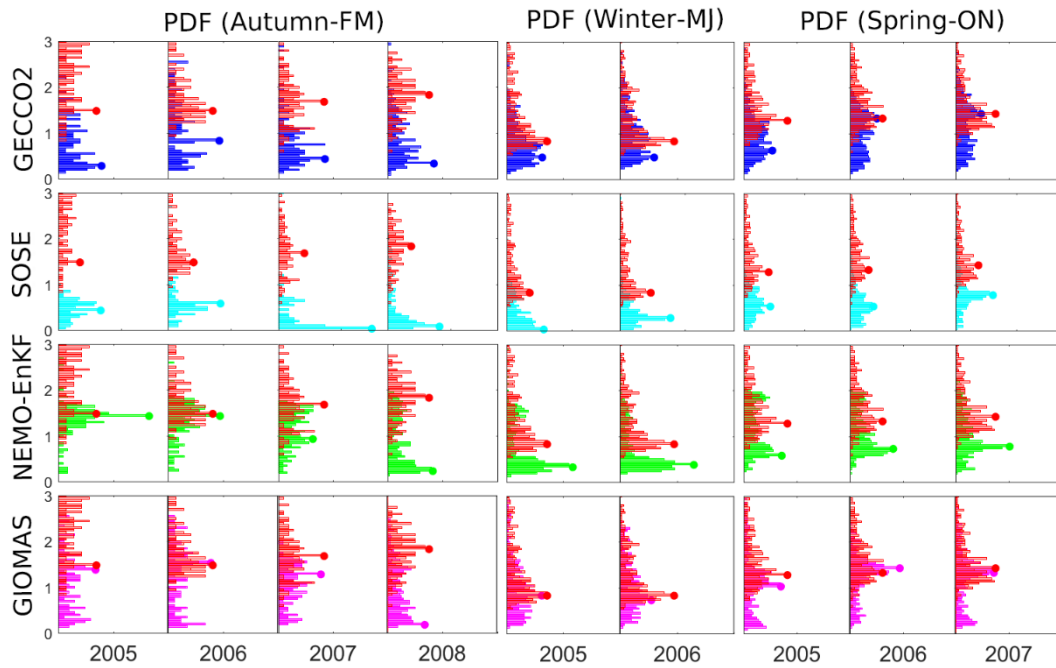 PDF (Autumn-FM) PDF (Winter-MJ) PDF (Spring-ON)
GECCO2
3
2
1
0
SOSE
3
2
1
0
NEMO-EnKF
3
2
1
0
GIOMAS
3
2
1
0
2005 2006 2007 2008 2005 2006 2005 2006 2007